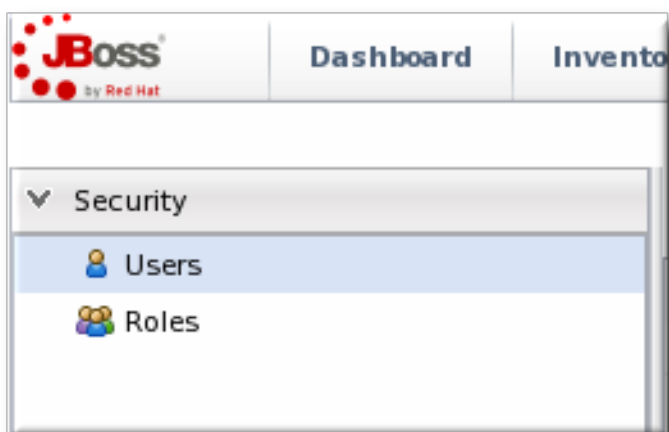 JBoss
by Red Hat
Dashboard
Invento
Security
Users
Roles